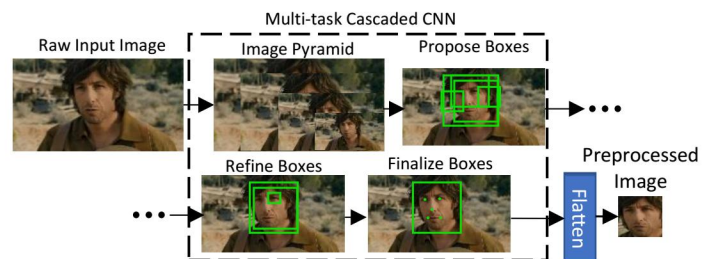 Multi-task Cascaded CNN
Raw Input Image
Image Pyramid
Propose Boxes
Refine Boxes
Finalize Boxes
Flatten
Preprocessed
Image